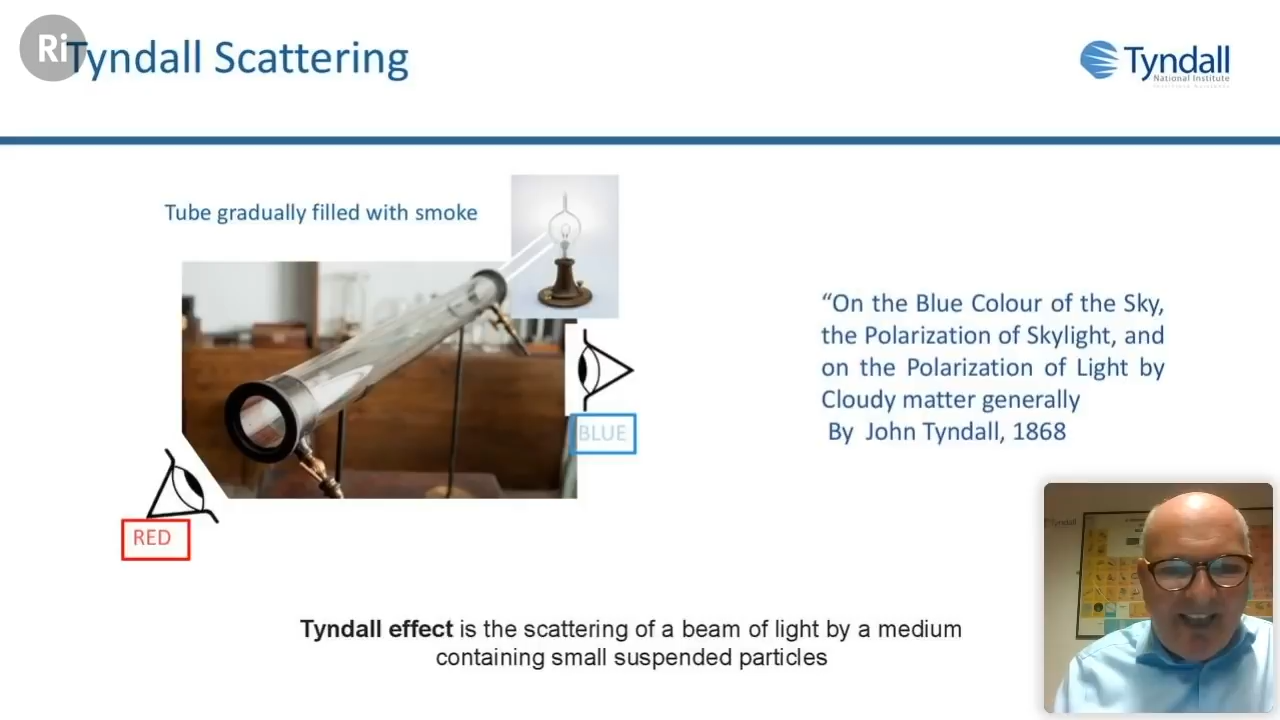 Ri
Tyndall Scattering
Tyndall
National Institute
Tube gradually filled with smoke
BLUE
RED
“On the Blue Colour of the Sky,
the Polarization of Skylight, and
on the Polarization of Light by
Cloudy matter generally
By John Tyndall, 1868
Tyndall
Tyndall effect is the scattering of a beam of light by a medium
containing small suspended particles